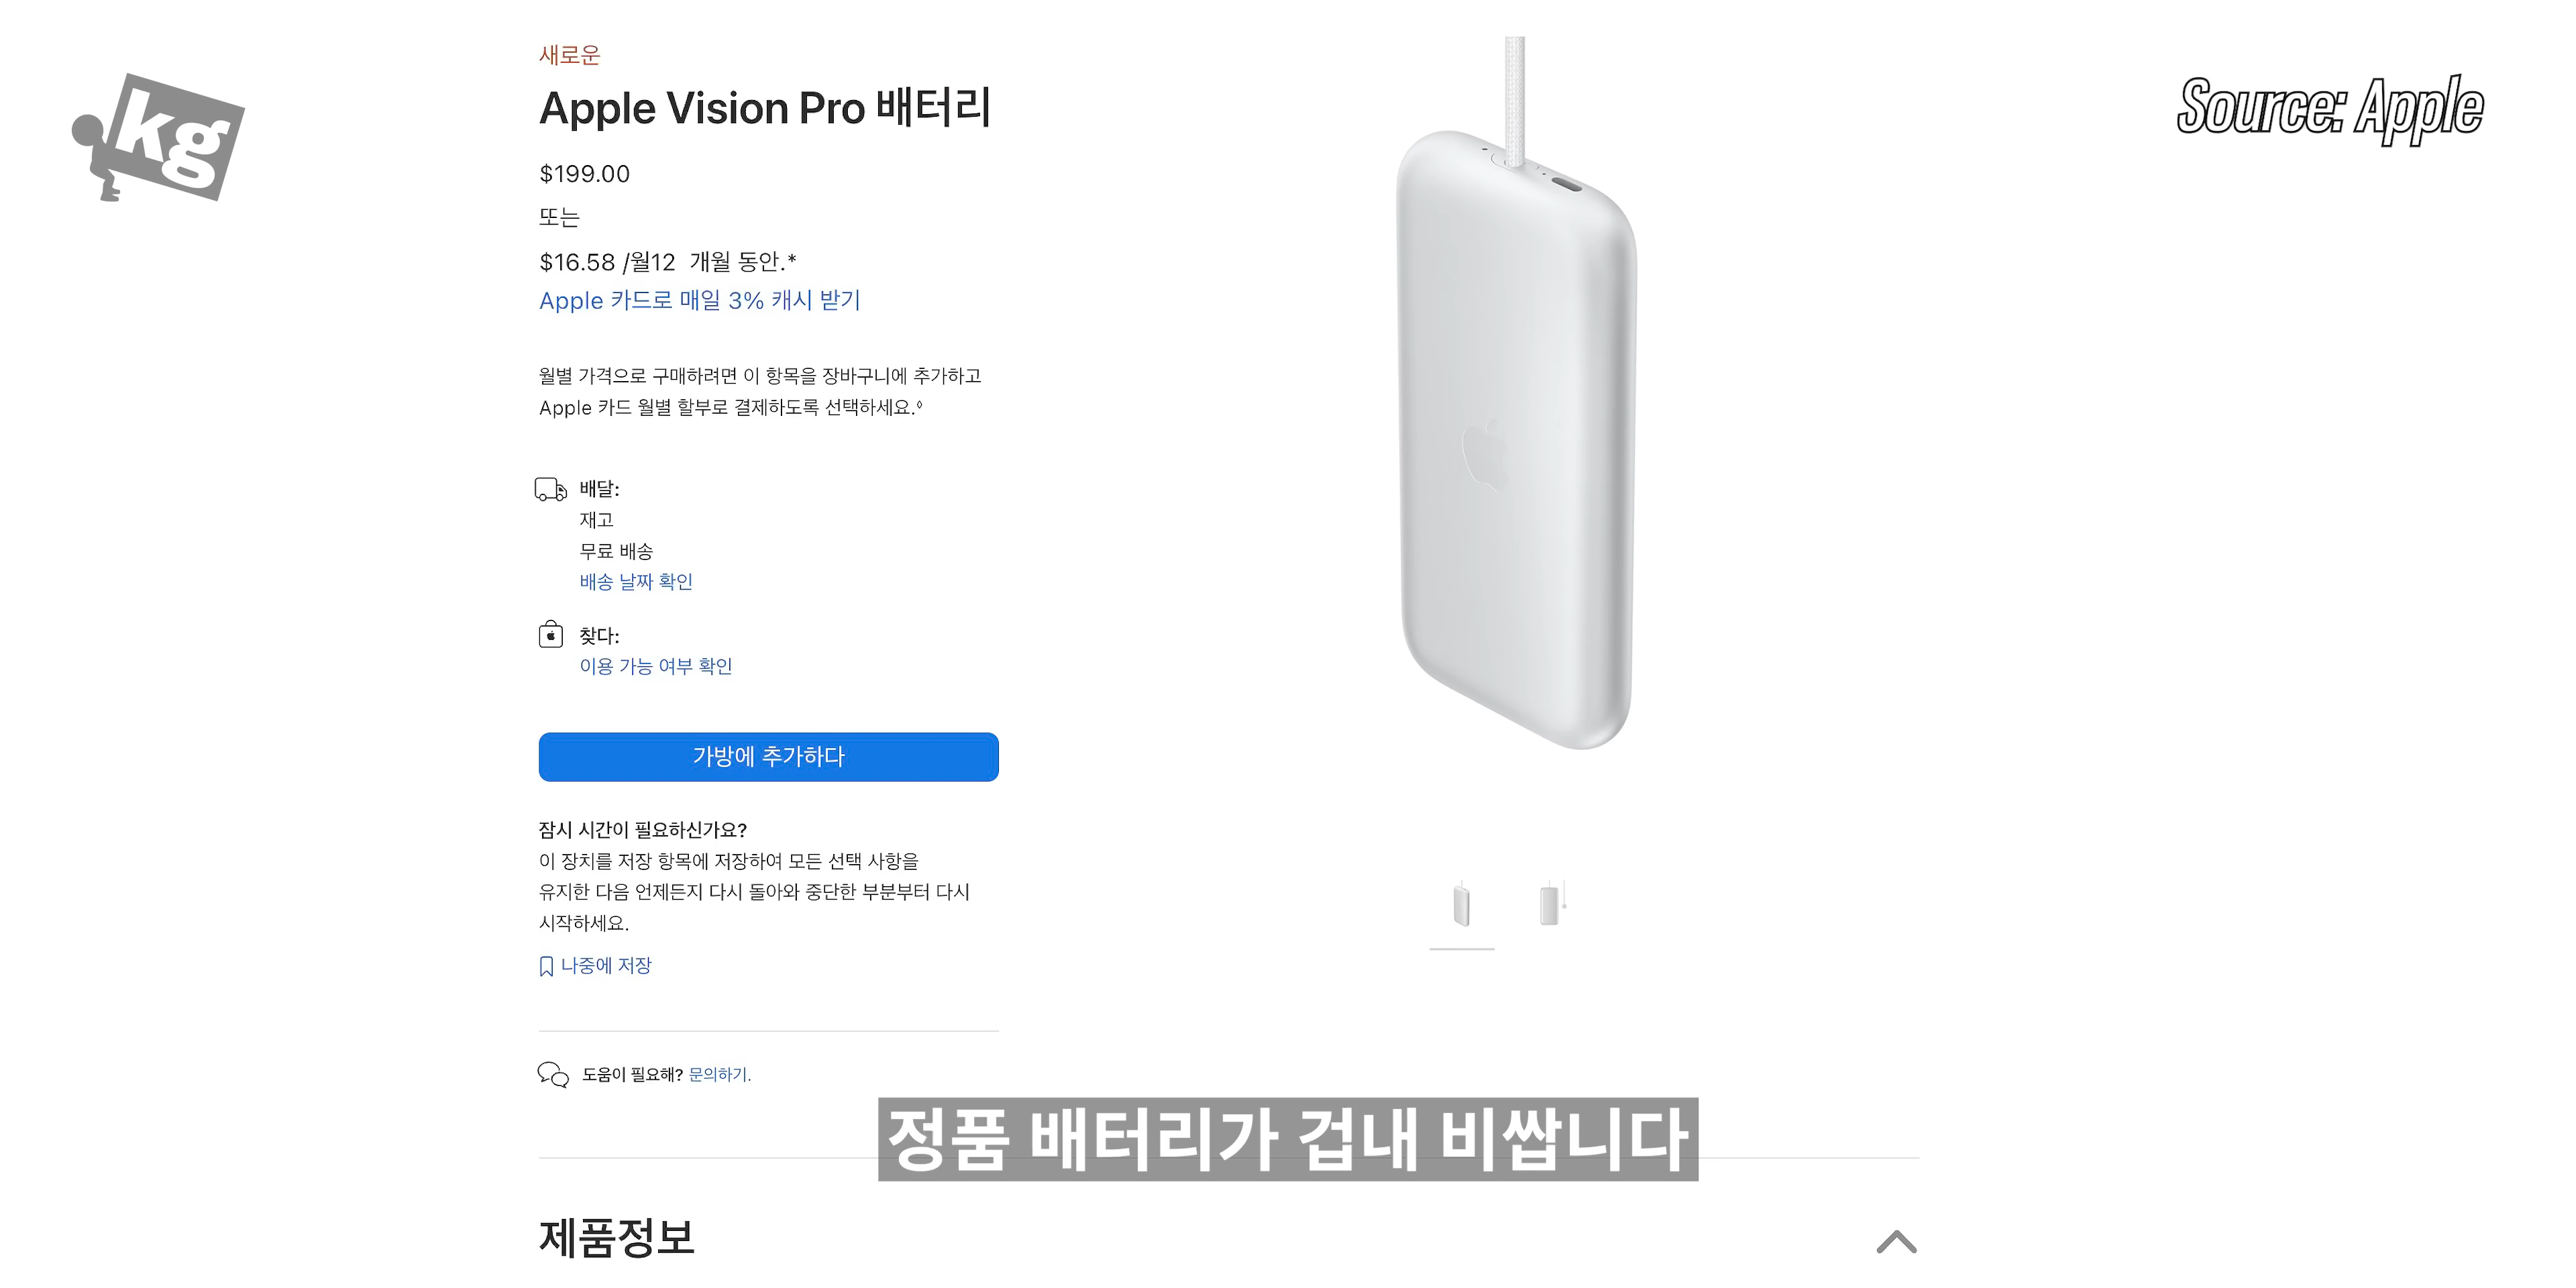 kg
Source: Apple
새로운
Apple Vision Pro 배터리
$199.00
또는
$16.58 /월12 개월 동안.*
Apple 카드로 매일 3% 캐시 받기
월별 가격으로 구매하려면 이 항목을 장바구니에 추가하고
Apple 카드 월별 할부로 결제하도록 선택하세요.◊
배달:
재고
무료 배송
배송 날짜 확인
찾다:
이용 가능 여부 확인
가방에 추가하다
잠시 시간이 필요하신가요?
이 장치를 저장 항목에 저장하여 모든 선택 사항을
유지한 다음 언제든지 다시 돌아와 중단한 부분부터 다시
시작하세요.
나중에 저장
도움이 필요해? 문의하기.
정품 배터리가 겁내 비쌉니다
제품정보